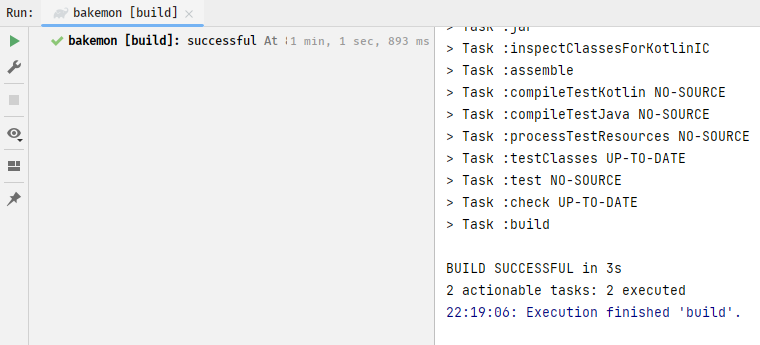 Run: bakemon [build]
bakemon [build]: successful At 1 min, 1 sec, 893 ms
> Task :jar
> Task :inspectClassesForKotlinIC
> Task :assemble
> Task :compileTestKotlin NO-SOURCE
> Task :compileTestJava NO-SOURCE
> Task :processTestResources NO-SOURCE
> Task :testClasses UP-TO-DATE
> Task :test NO-SOURCE
> Task :check UP-TO-DATE
> Task :build
BUILD SUCCESSFUL in 3s
2 actionable tasks: 2 executed
22:19:06: Execution finished 'build'.